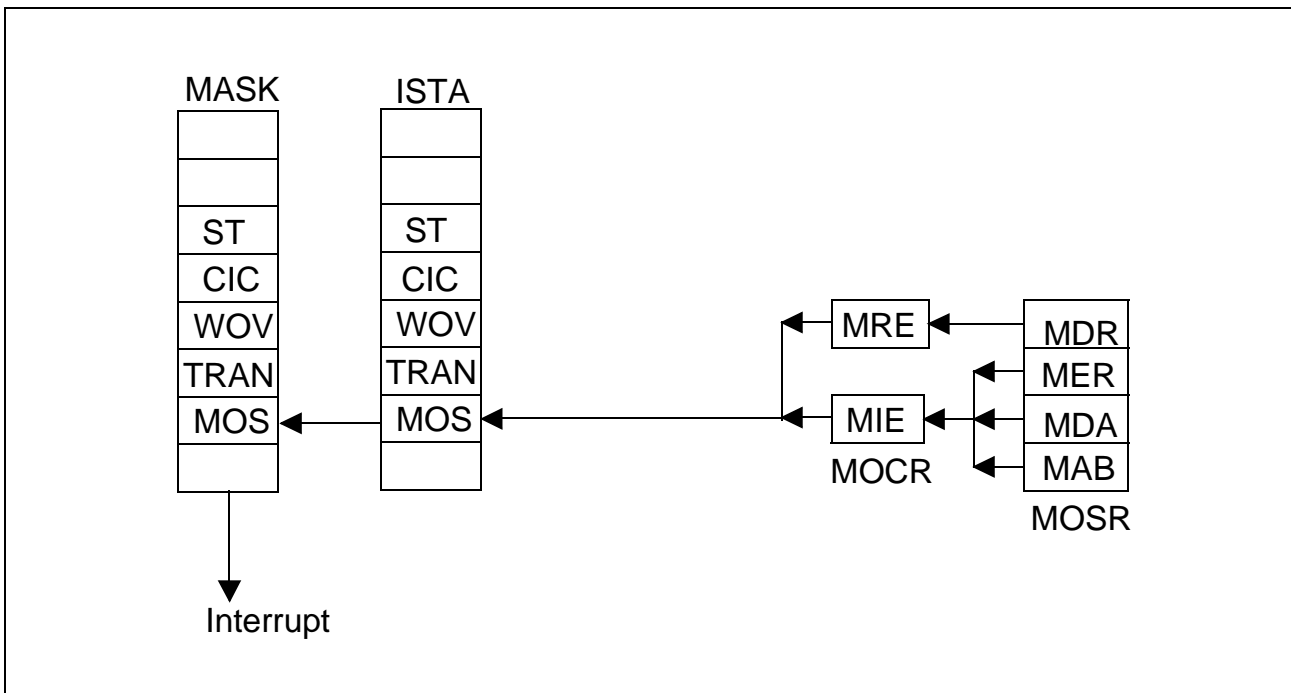 MASK
ISTA
ST
CIC
WOV
TRAN
MOS
ST
CIC
WOV
TRAN
MOS
MRE
MIE
MOCR
MDR
MER
MDA
MAB
MOSR
Interrupt